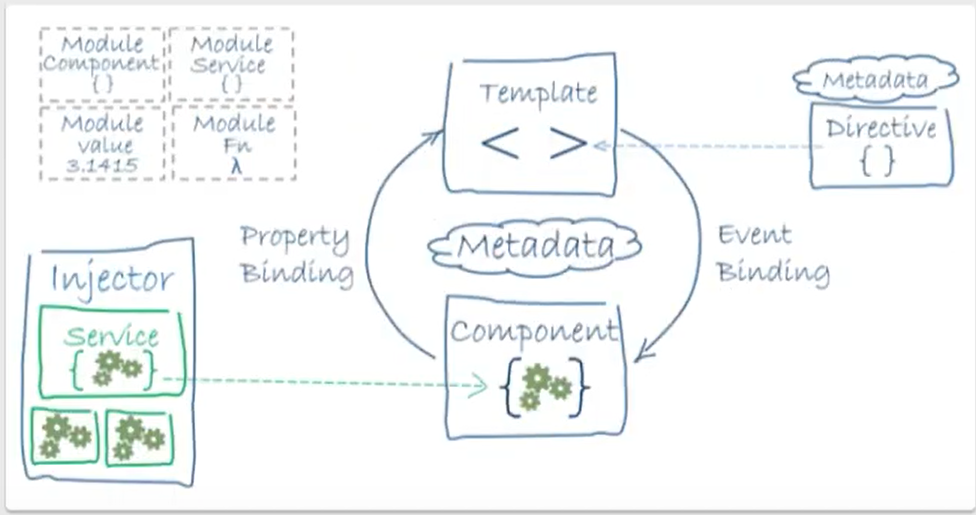 Module
Component
{}
Module
Service
{}
Module
value
3.1415
Module
Fn
λ
Template
< >
Metadata
Directive
{ }
Property
Binding
Metadata
Event
Binding
Injector
Service
{ }
Component
{ }